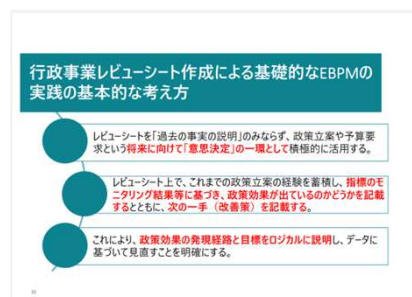 行政事業レビューシート作成による基礎的なEBPMの
実践の基本的な考え方
レビューシートを「過去の事実の説明」のみならず、政策立案や予算要
求という将来に向けて「意思決定」の一環として積極的に活用する。
レビューシート上で、これまでの政策立案の経験を蓄積し、指標のモ
ニタリング結果等に基づき、政策効果が出ているのかどうかを記載
するとともに、次の一手（改善策）を記載する。
これにより、政策効果の発現経路と目標をロジカルに説明し、データに
基づいて見直すことを明確にする。